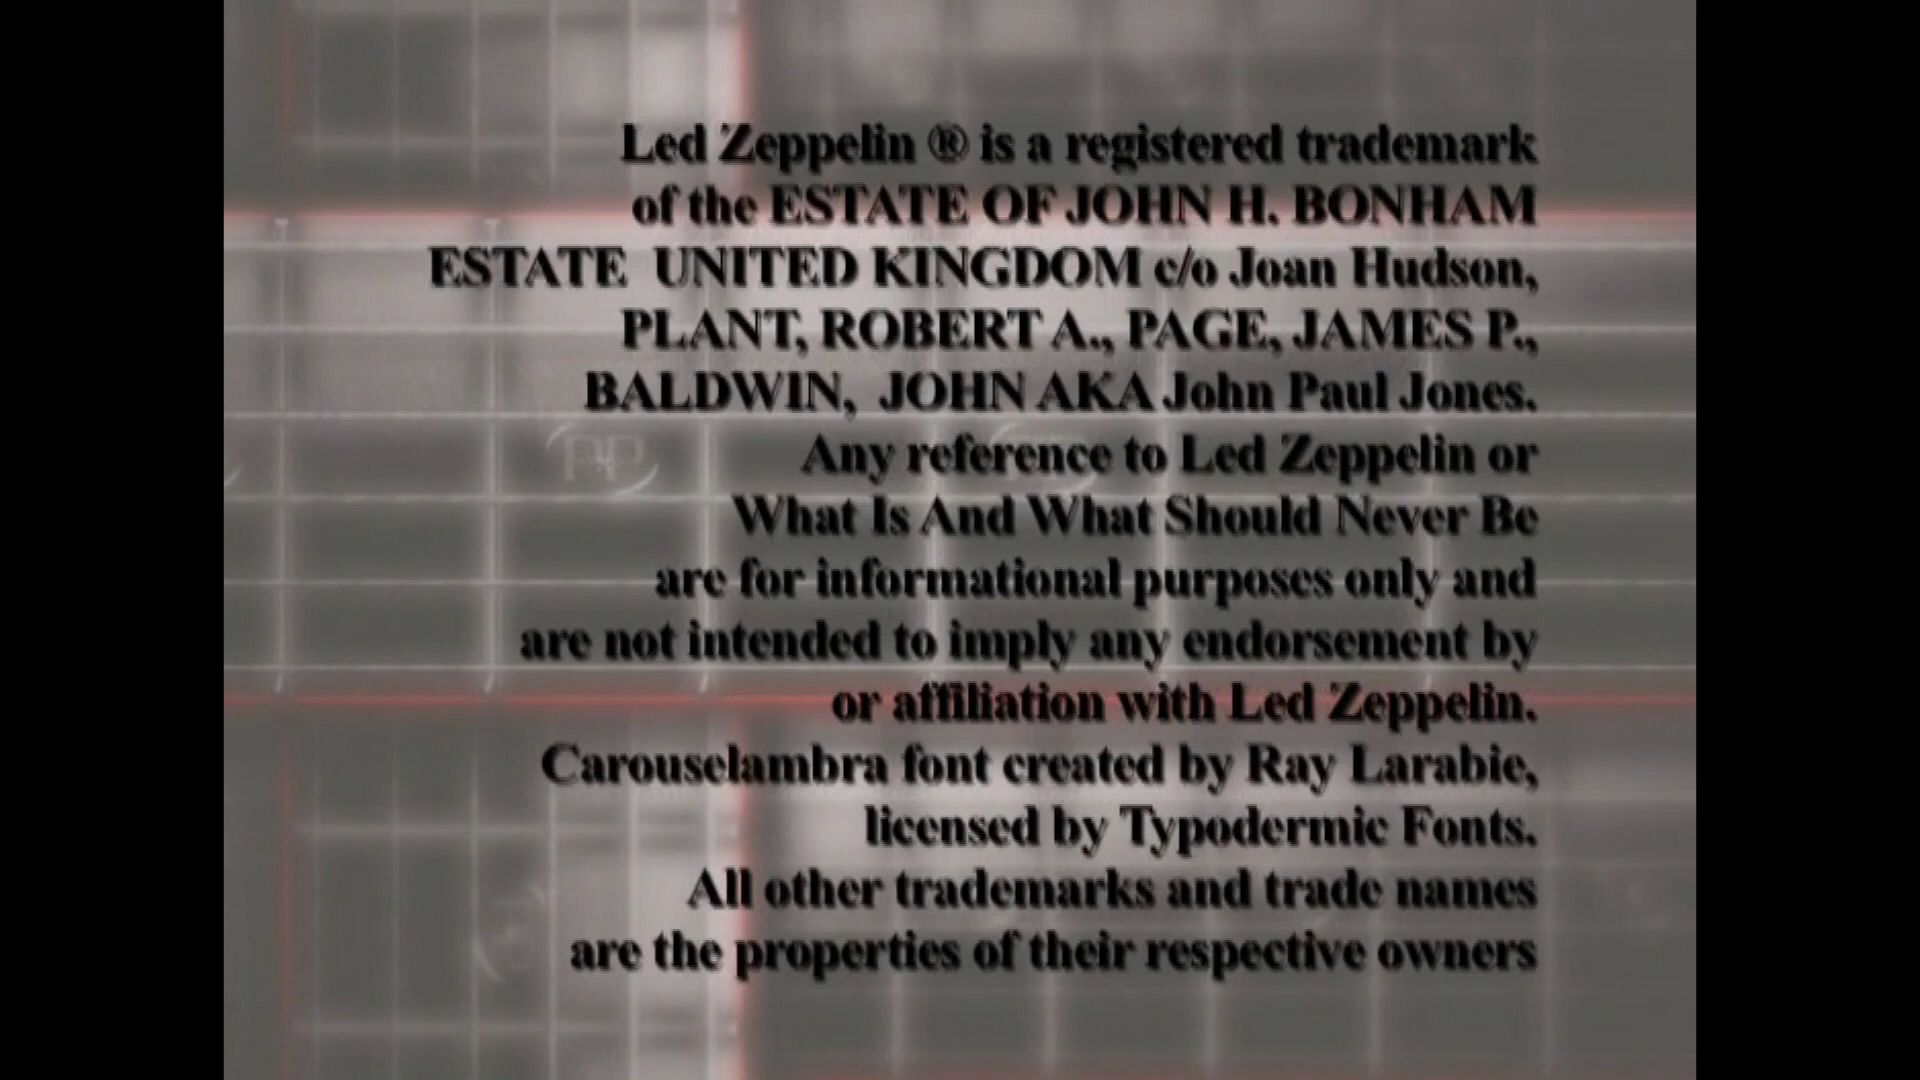 Led Zeppelin ® is a registered trademark
of the ESTATE OF JOHN H. BONHAM
ESTATE UNITED KINGDOM c/o Joan Hudson,
PLANT, ROBERT A., PAGE, JAMES P.,
BALDWIN, JOHN AKA John Paul Jones.
Any reference to Led Zeppelin or
What Is And What Should Never Be
are for informational purposes only and
are not intended to imply any endorsement by
or affiliation with Led Zeppelin.
Carouselambra font created by Ray Larabie,
licensed by Typodermic Fonts.
All other trademarks and trade names
are the properties of their respective owners